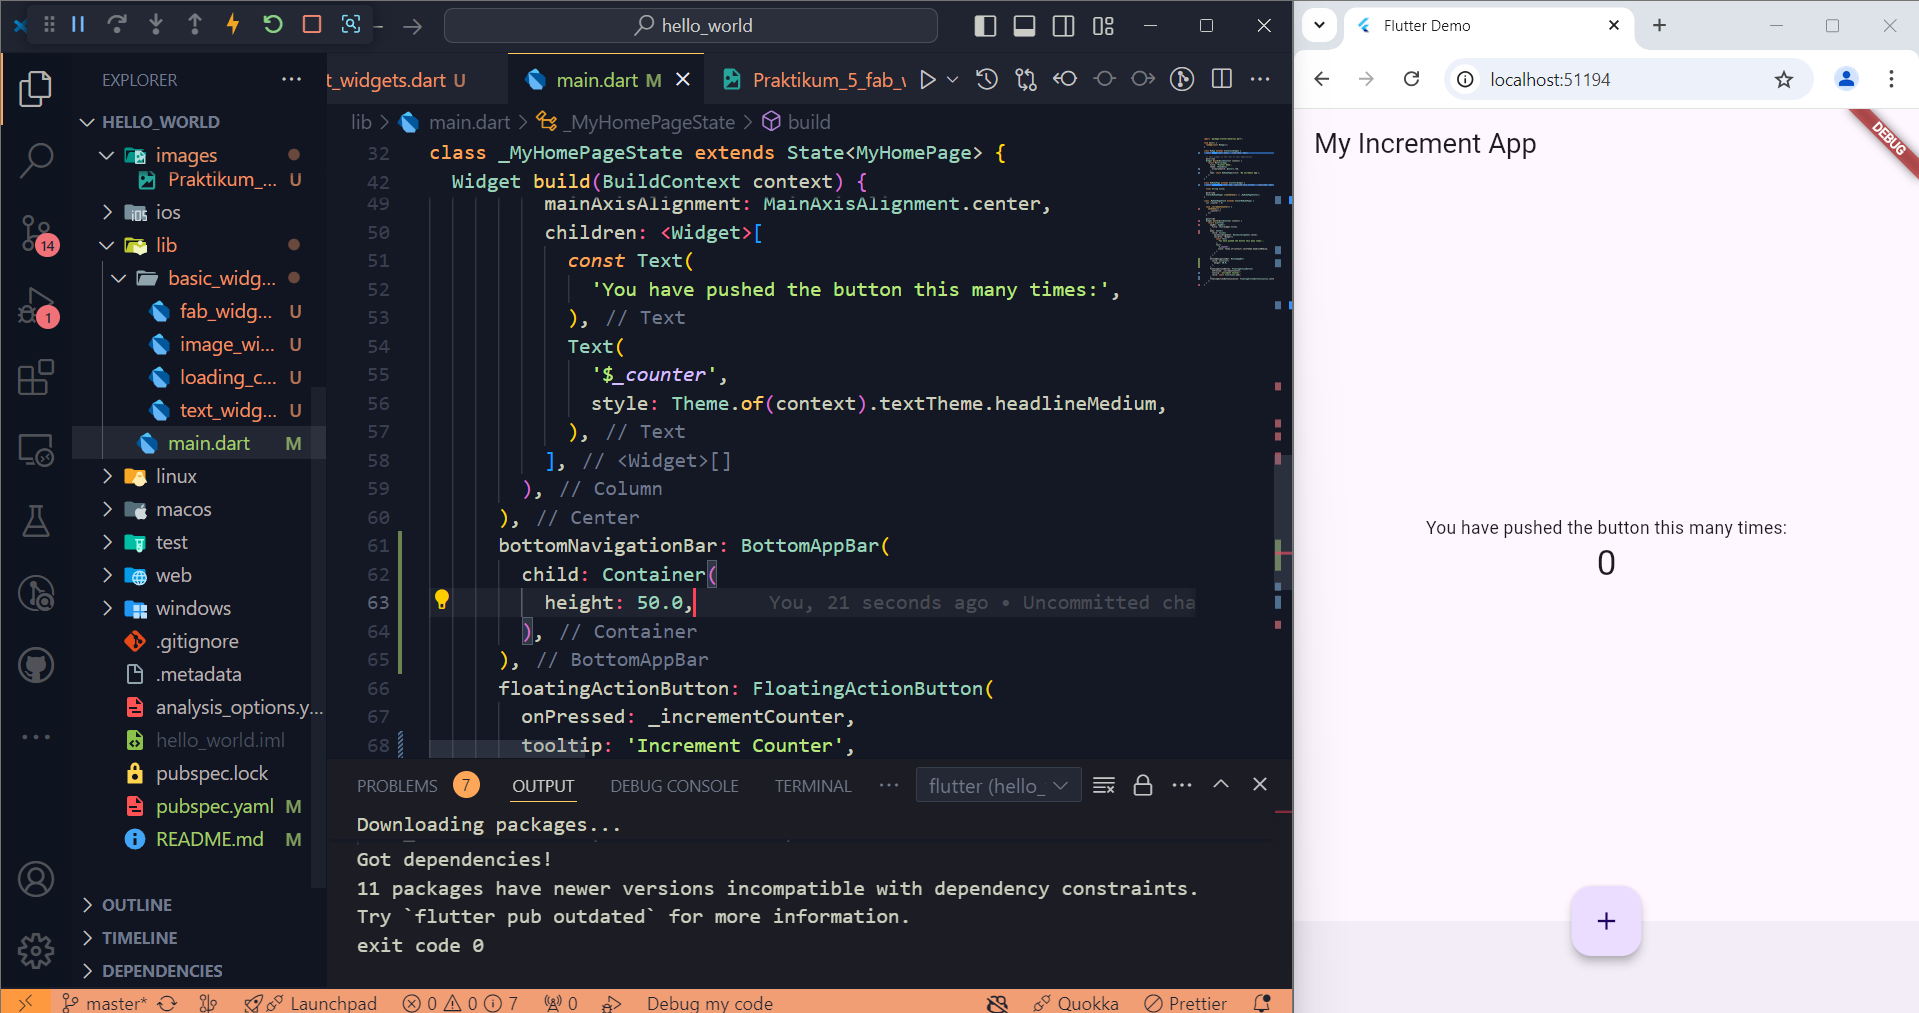 hello_world
EXPLORER
HELLO_WORLD
images
Praktikum_... U
ios
lib
basic_widg...
fab_widg... U
image_wi... U
loading_c... U
text_widg... U
main.dart M
linux
macos
test
web
windows
.gitignore
.metadata
analysis_options.y...
hello_world.iml
pubspec.lock
pubspec.yaml M
README.md M
OUTLINE
TIMELINE
DEPENDENCIES
14
1
t_widgets.dart U
main.dart M
Praktikum_5_fab_
lib > main.dart > _MyHomePageState > build
32 class _MyHomePageState extends State<MyHomePage> {
42 Widget build(BuildContext context) {
49 mainAxisAlignment: MainAxisAlignment.center,
50 children: <Widget>[
51 const Text(
52 'You have pushed the button this many times:',
53 ), // Text
54 Text(
55 '$_counter',
56 style: Theme.of(context).textTheme.headlineMedium,
57 ), // Text
58 ], // <Widget>[]
59 ), // Column
60 ), // Center
61 bottomNavigationBar: BottomAppBar(
62 child: Container(
63 height: 50.0, You, 21 seconds ago • Uncommitted cha
64 ), // Container
65 ), // BottomAppBar
66 floatingActionButton: FloatingActionButton(
67 onPressed: _incrementCounter,
68 tooltip: 'Increment Counter',
PROBLEMS 7 OUTPUT DEBUG CONSOLE TERMINAL ... flutter (hello_
Downloading packages...
Got dependencies!
11 packages have newer versions incompatible with dependency constraints.
Try `flutter pub outdated` for more information.
exit code 0
master* Launchpad 0 0 7 0 Debug my code Quokka Prettier
Flutter Demo
localhost:51194
My Increment App
DEBUG
You have pushed the button this many times:
0
+